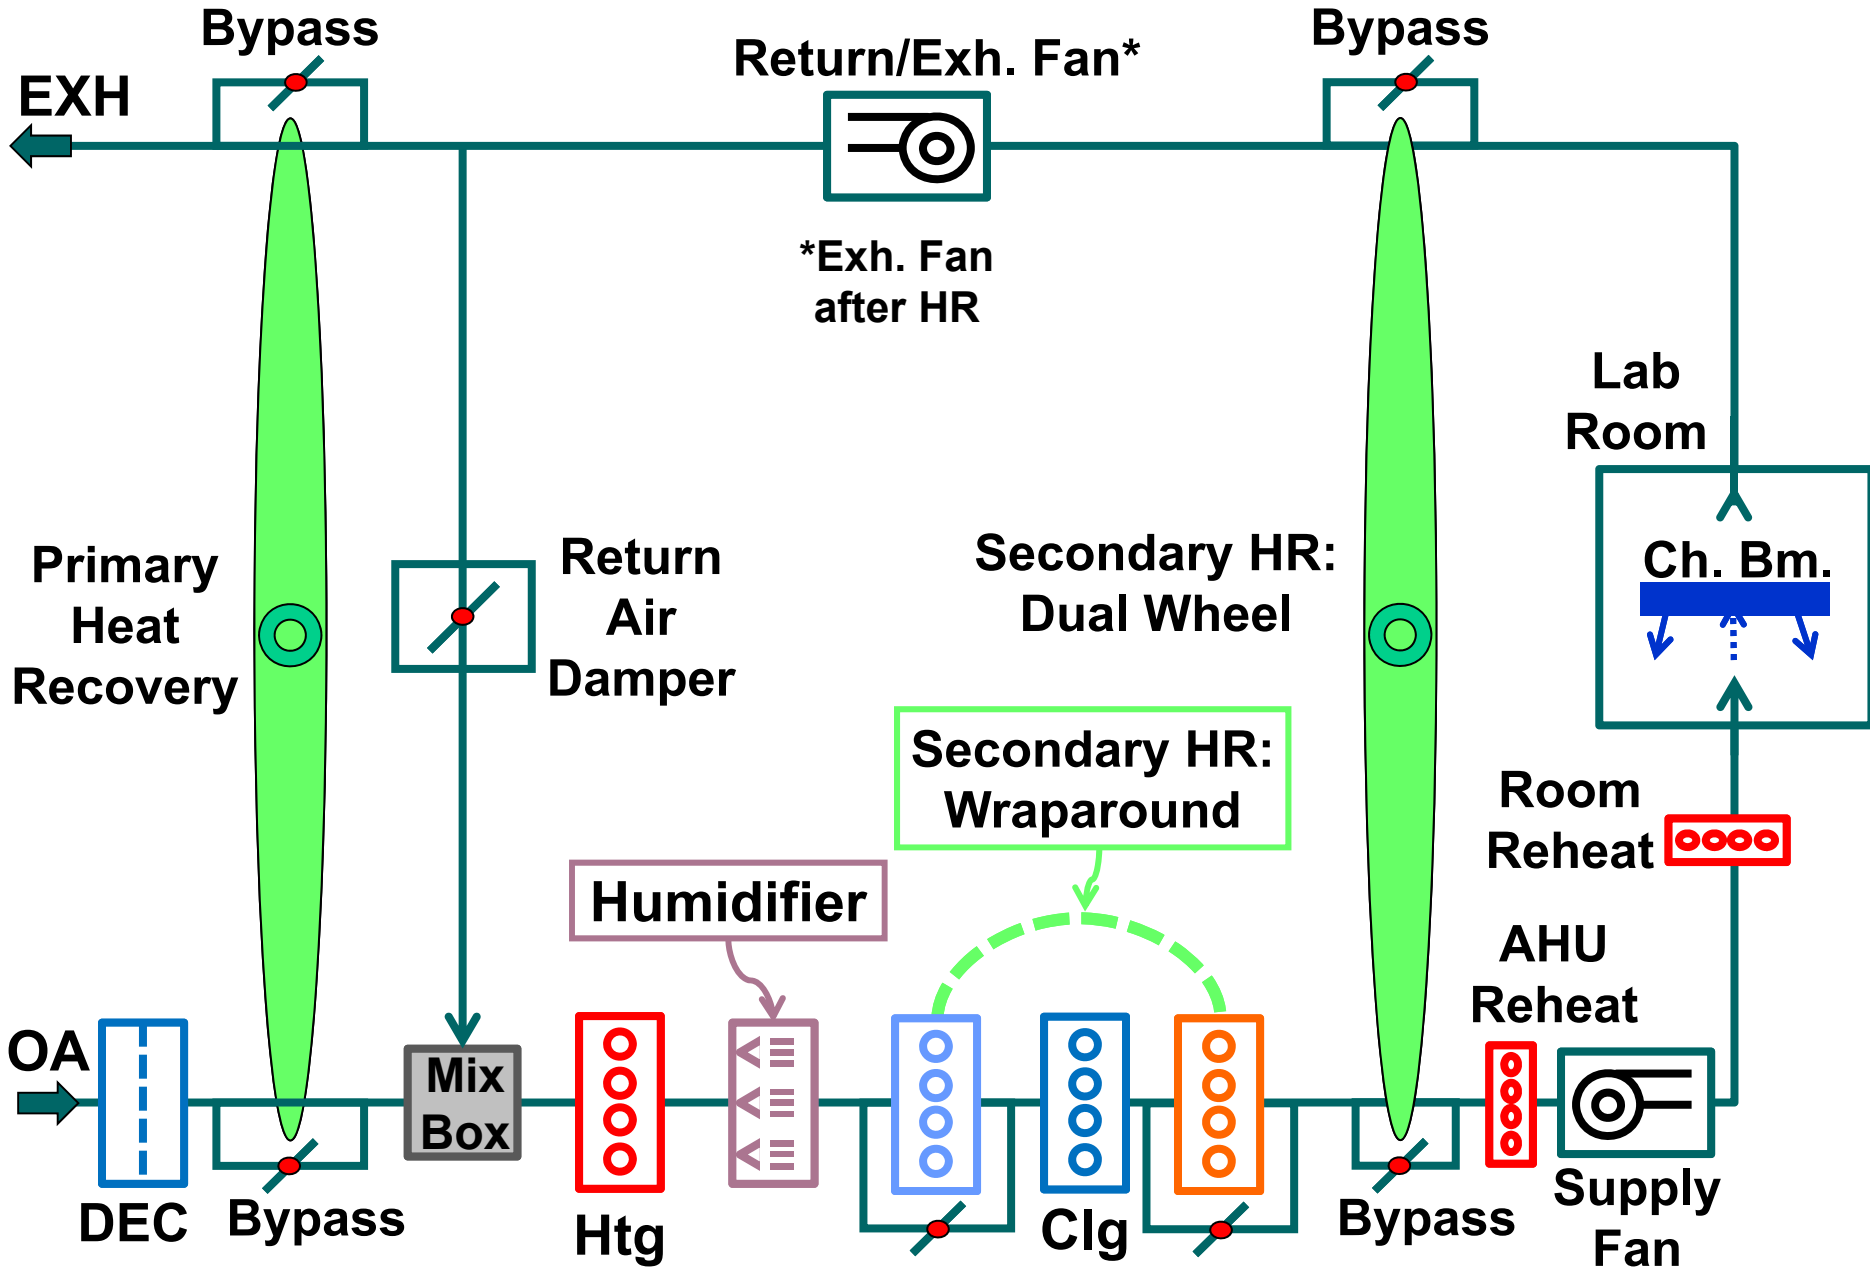 Bypass
Return/Exh. Fan*
Bypass
EXH
*Exh. Fan
after HR
Lab
Room
Primary
Heat
Recovery
Return
Air
Damper
Secondary HR:
Dual Wheel
Ch. Bm.
Secondary HR:
Wraparound
Room
Reheat
Humidifier
AHU
Reheat
OA
Mix
Box
DEC
Bypass
Htg
Clg
Bypass
Supply
Fan